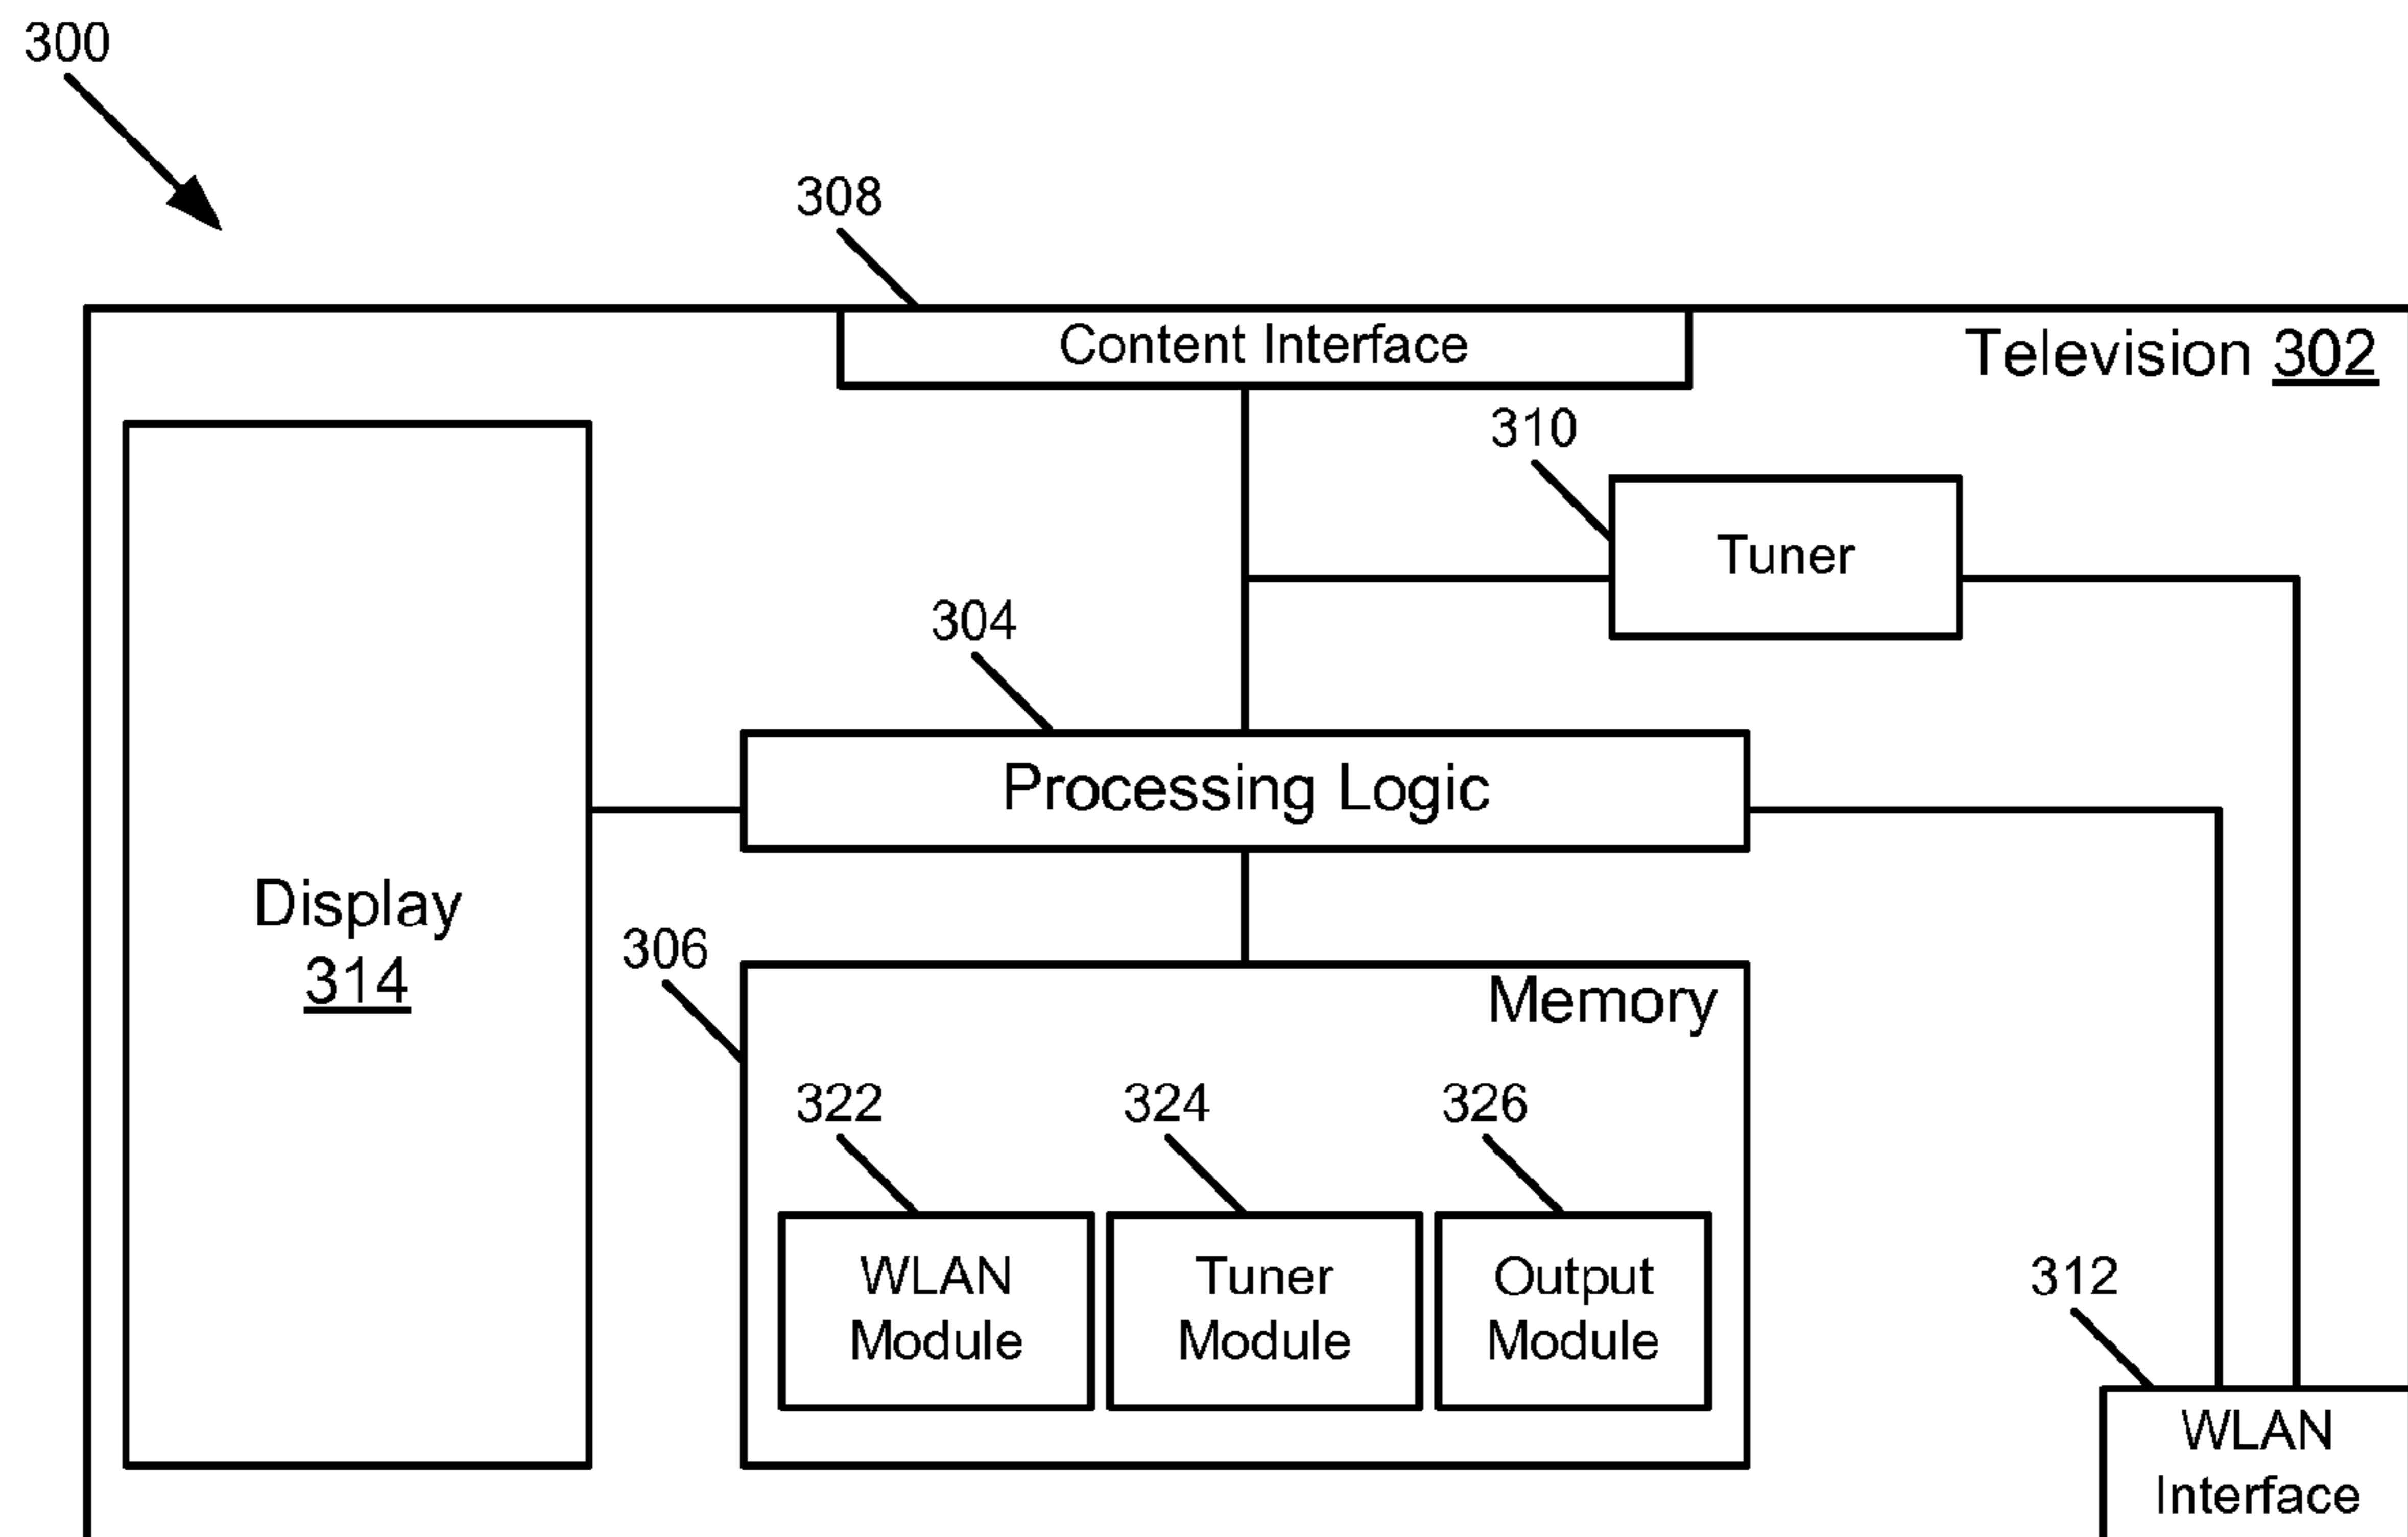 300
308
Content Interface
Television 302
310
Tuner
304
Processing Logic
Display
314
306
Memory
322
324
326
WLAN
Module
Tuner
Module
Output
Module
312
WLAN
Interface